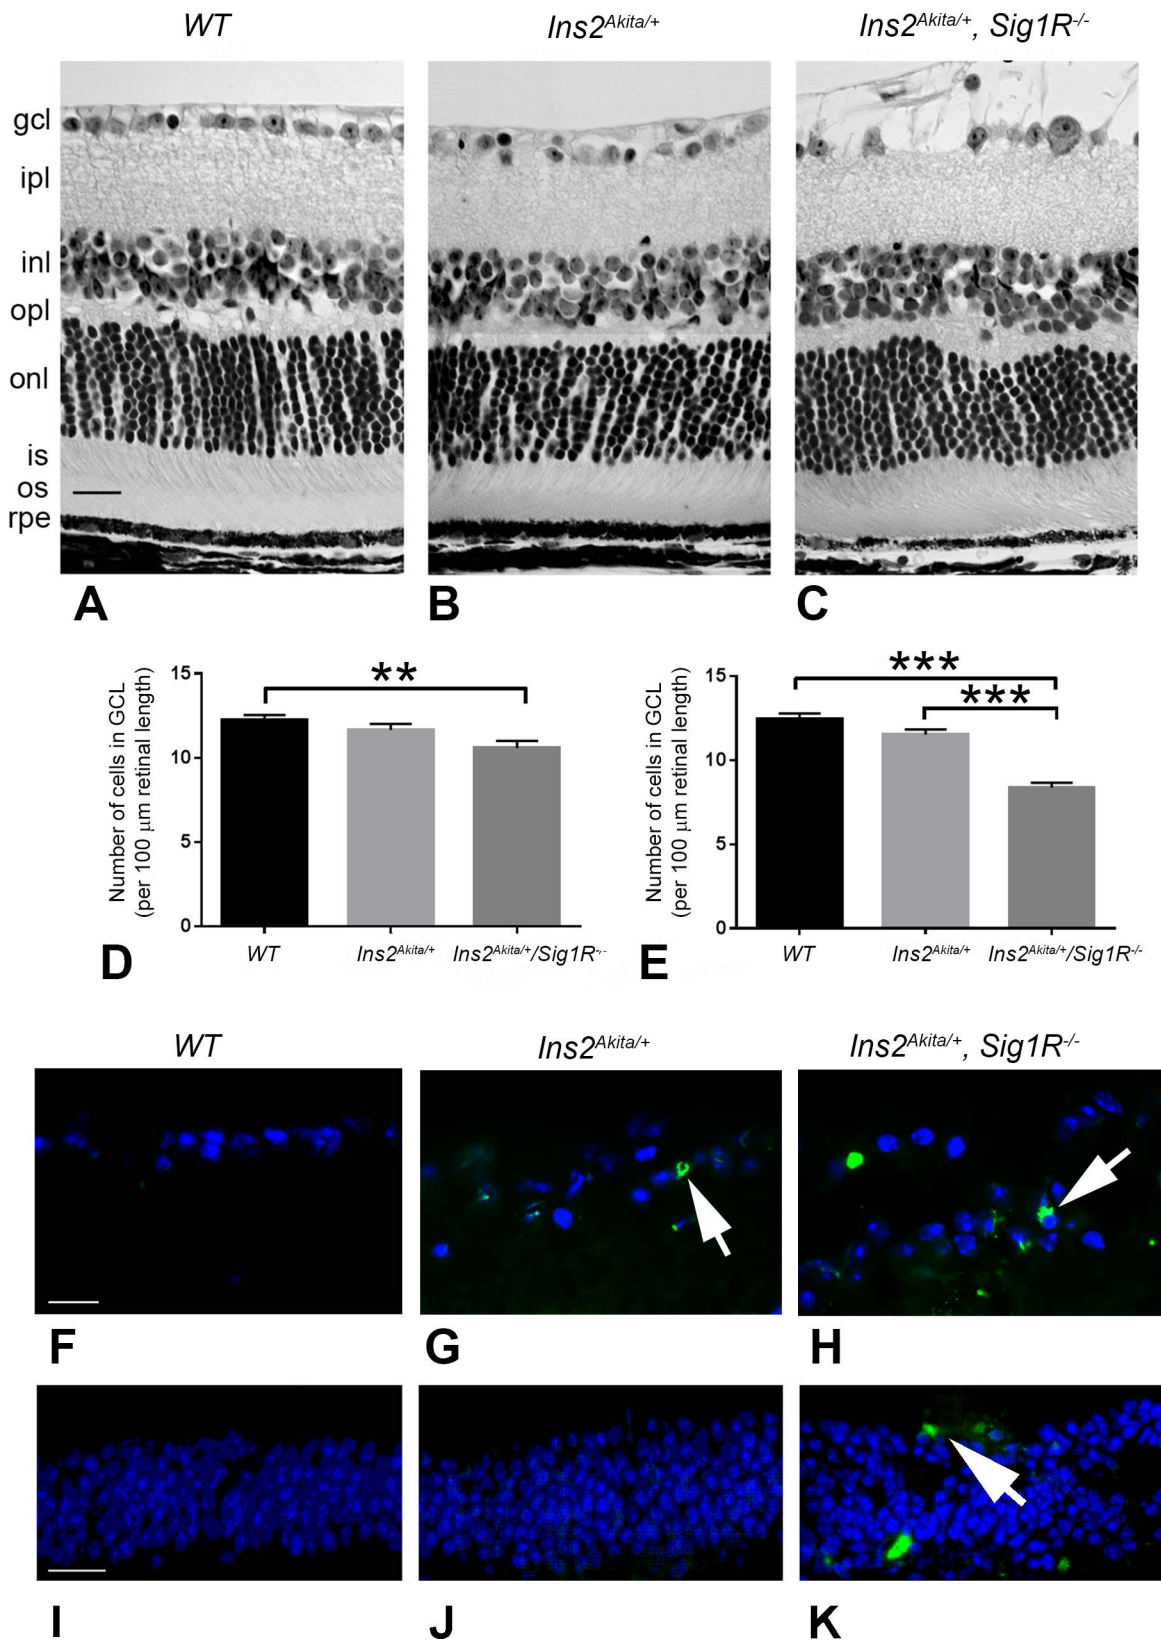 WT Ins2Akita/+ Ins2Akita/+, Sig1R-/-
gcl
ipl
inl
opl
onl
is
os
rpe
A B C
Number of cells in GCL
(per 100 μm retinal length)
15
10
5
0
**
WT Ins2Akita/+ Ins2Akita/+/Sig1R-/-
D
Number of cells in GCL
(per 100 μm retinal length)
15
10
5
0
***
***
WT Ins2Akita/+ Ins2Akita/+/Sig1R-/-
E
WT Ins2Akita/+ Ins2Akita/+, Sig1R-/-
F G H
I J K